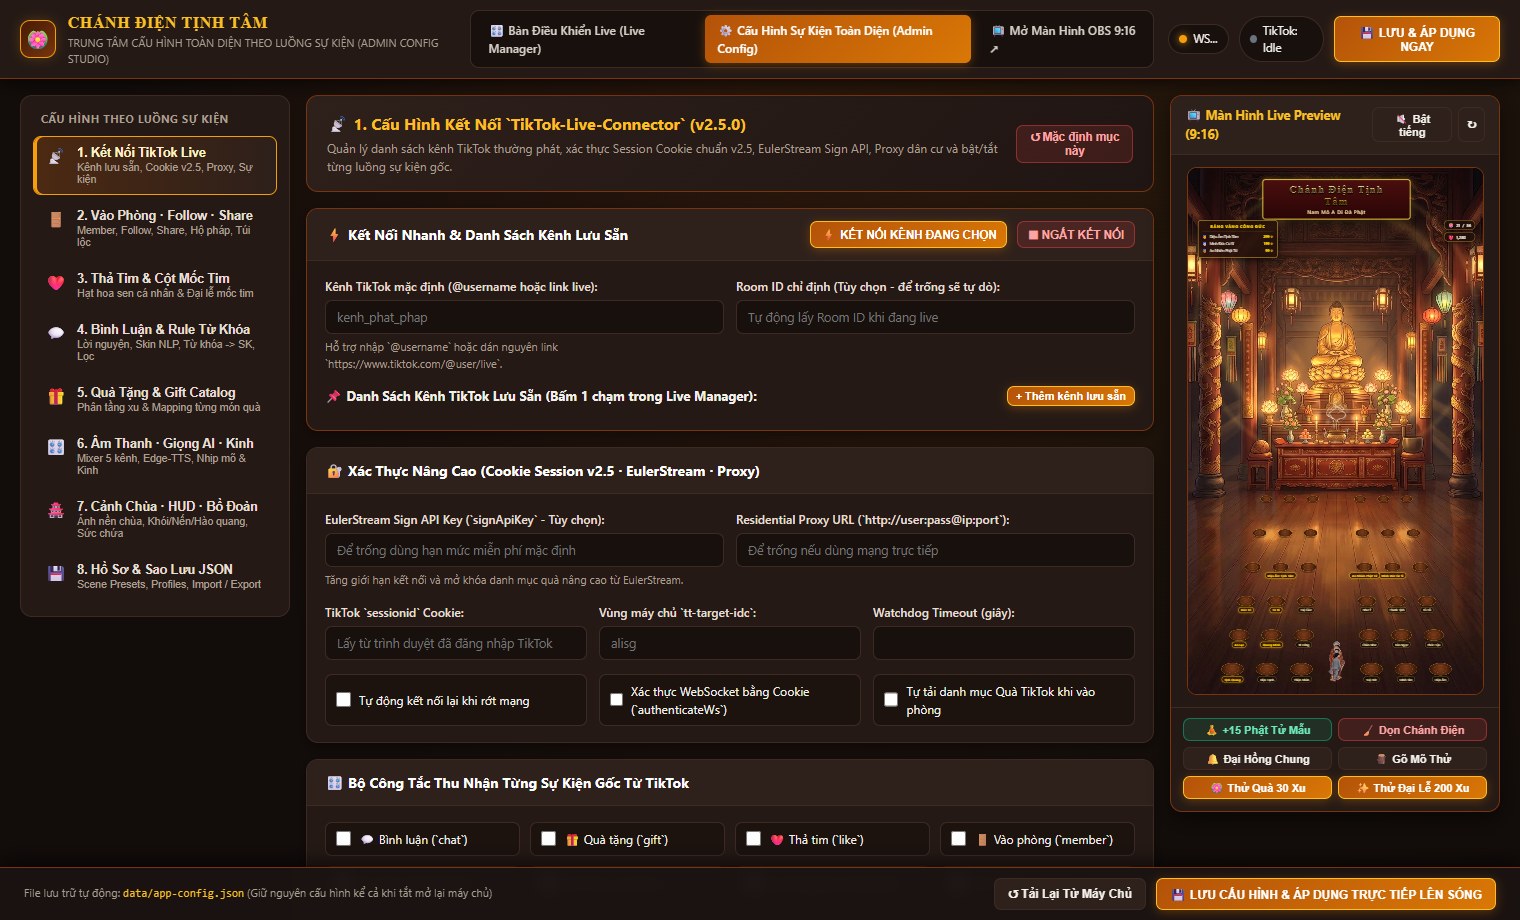 CHÁNH ĐIỆN TỊNH TÂM
TRUNG TÂM CẤU HÌNH TOÀN DIỆN THEO LUỒNG SỰ KIỆN (ADMIN CONFIG
STUDIO)
Bàn Điều Khiển Live (Live
Manager)
Cấu Hình Sự Kiện Toàn Diện (Admin
Config)
Mở Màn Hình OBS 9:16
↗
WS...
TikTok:
Idle
LƯU & ÁP DỤNG
NGAY
CẤU HÌNH THEO LUỒNG SỰ KIỆN
1. Kết Nối TikTok Live
Kênh lưu sẵn, Cookie v2.5, Proxy, Sự
kiện
2. Vào Phòng · Follow · Share
Member, Follow, Share, Hộ pháp, Túi
lộc
3. Thả Tim & Cột Mốc Tim
Hạt hoa sen cá nhân & Đại lễ mốc tim
4. Bình Luận & Rule Từ Khóa
Lời nguyện, Skin NLP, Từ khóa -> SK,
Lọc
5. Quà Tặng & Gift Catalog
Phân tầng xu & Mapping từng món quà
6. Âm Thanh · Giọng AI · Kinh
Mixer 5 kênh, Edge-TTS, Nhịp mõ &
Kinh
7. Cảnh Chùa · HUD · Bồ Đoàn
Ảnh nền chùa, Khói/Nến/Hào quang,
Sức chứa
8. Hồ Sơ & Sao Lưu JSON
Scene Presets, Profiles, Import / Export
1. Cấu Hình Kết Nối `TikTok-Live-Connector` (v2.5.0)
Quản lý danh sách kênh TikTok thường phát, xác thực Session Cookie chuẩn v2.5, EulerStream Sign API, Proxy dân cư và bật/tắt
từng luồng sự kiện gốc.
↺ Mặc định mục
này
Kết Nối Nhanh & Danh Sách Kênh Lưu Sẵn
KẾT NỐI KÊNH ĐANG CHỌN
NGẮT KẾT NỐI
Kênh TikTok mặc định (@username hoặc link live):
Room ID chỉ định (Tùy chọn - để trống sẽ tự dò):
kenh_phat_phap
Tự động lấy Room ID khi đang live
Hỗ trợ nhập `@username` hoặc dán nguyên link
`https://www.tiktok.com/@user/live`.
Danh Sách Kênh TikTok Lưu Sẵn (Bấm 1 chạm trong Live Manager):
+ Thêm kênh lưu sẵn
Xác Thực Nâng Cao (Cookie Session v2.5 · EulerStream · Proxy)
EulerStream Sign API Key (`signApiKey` - Tùy chọn):
Residential Proxy URL (`http://user:pass@ip:port`):
Để trống dùng hạn mức miễn phí mặc định
Để trống nếu dùng mạng trực tiếp
Tăng giới hạn kết nối và mở khóa danh mục quà nâng cao từ EulerStream.
TikTok `sessionid` Cookie:
Vùng máy chủ `tt-target-idc`:
Watchdog Timeout (giây):
Lấy từ trình duyệt đã đăng nhập TikTok
alisg
Tự động kết nối lại khi rớt mạng
Xác thực WebSocket bằng Cookie
(`authenticateWs`)
Tự tải danh mục Quà TikTok khi vào
phòng
Bộ Công Tắc Thu Nhận Từng Sự Kiện Gốc Từ TikTok
Bình luận (`chat`)
Quà tặng (`gift`)
Thả tim (`like`)
Vào phòng (`member`)
Màn Hình Live Preview
(9:16)
Bật
tiếng
↻
Chánh Điện Tịnh
Tâm
Nam Mô A Di Đà Phật
BẢNG VÀNG CÔNG ĐỨC
+15 Phật Tử Mẫu
Dọn Chánh Điện
Đại Hồng Chung
Gõ Mõ Thử
Thử Quà 30 Xu
Thử Đại Lễ 200 Xu
File lưu trữ tự động: data/app-config.json (Giữ nguyên cấu hình kể cả khi tắt mở lại máy chủ)
↺ Tải Lại Từ Máy Chủ
LƯU CẤU HÌNH & ÁP DỤNG TRỰC TIẾP LÊN SÓNG